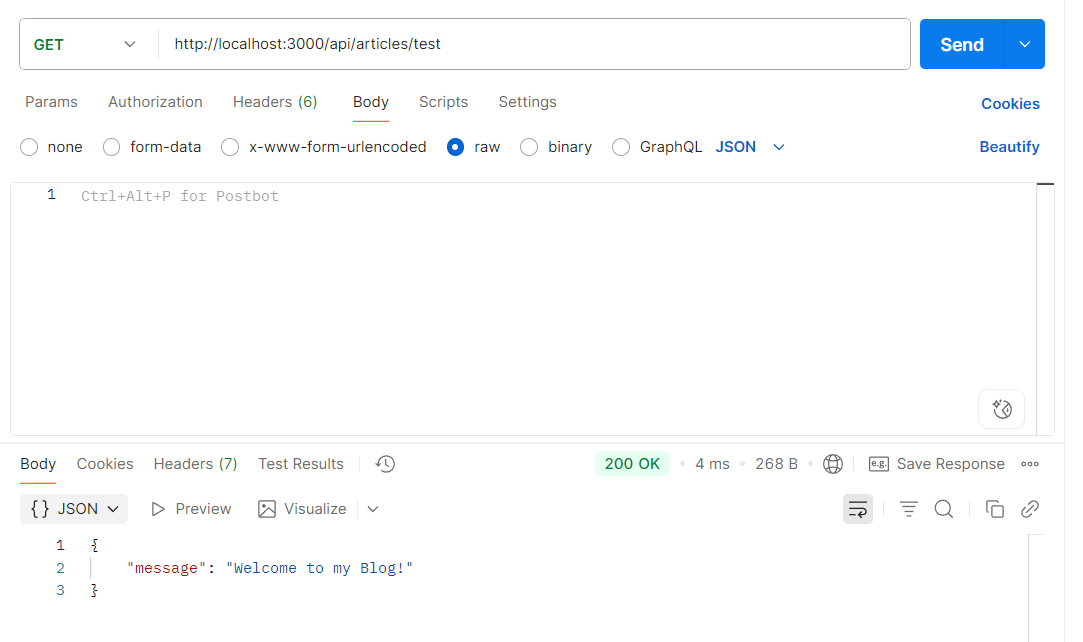 GET http://localhost:3000/api/articles/test Send
Params Authorization Headers (6) Body Scripts Settings Cookies
none form-data x-www-form-urlencoded raw binary GraphQL JSON Beautify
1 Ctrl+Alt+P for Postbot
Body Cookies Headers (7) Test Results 200 OK 4 ms 268 B e.g. Save Response
{} JSON Preview Visualize
1 {
2 "message": "Welcome to my Blog!"
3 }